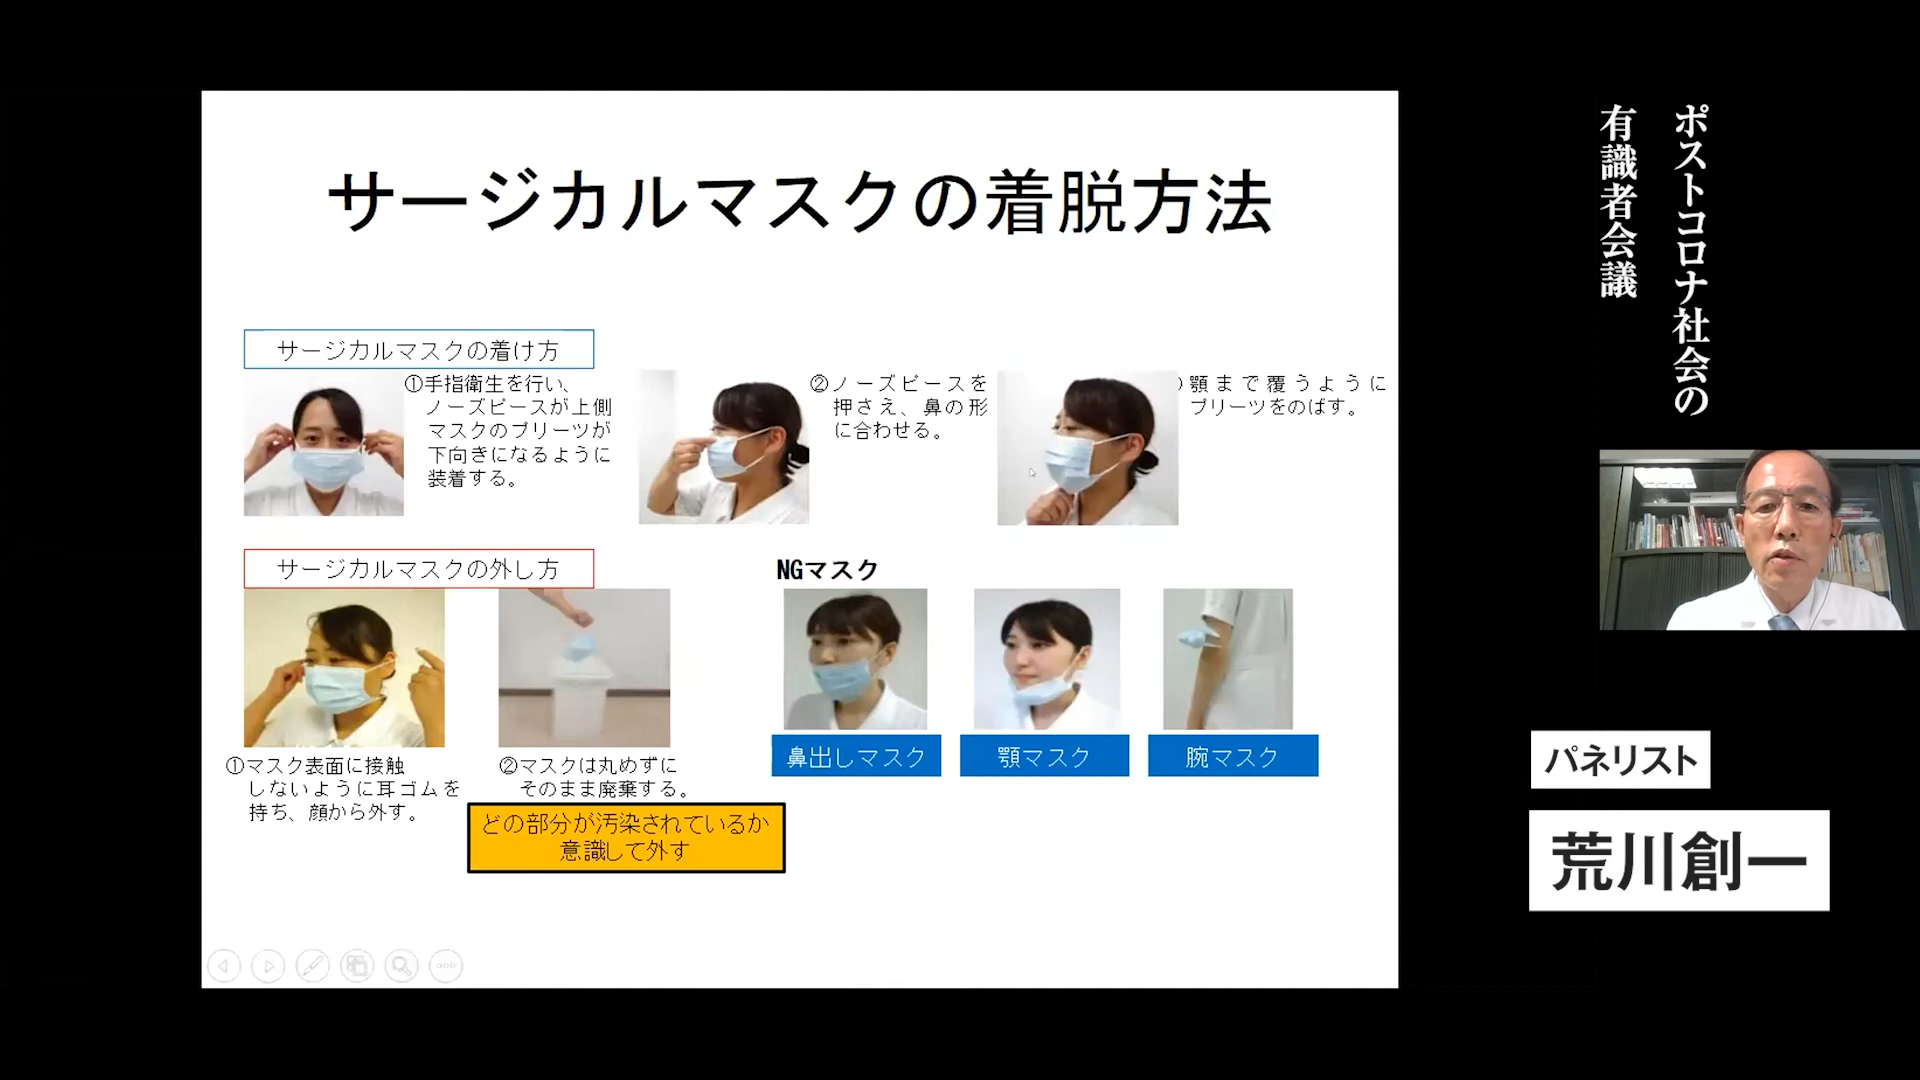 サージカルマスクの着脱方法
サージカルマスクの着け方
①手指衛生を行い、
ノーズピースが上側
マスクのプリーツが
下向きになるように
装着する。
②ノーズピースを
押さえ、鼻の形
に合わせる。
顎まで覆うように
プリーツをのばす。
サージカルマスクの外し方
①マスク表面に接触
しないように耳ゴムを
持ち、顔から外す。
②マスクは丸めずに
そのまま廃棄する。
どの部分が汚染されているか
意識して外す
NGマスク
鼻出しマスク
顎マスク
腕マスク
ポストコロナ社会の
有識者会議
パネリスト
荒川創一